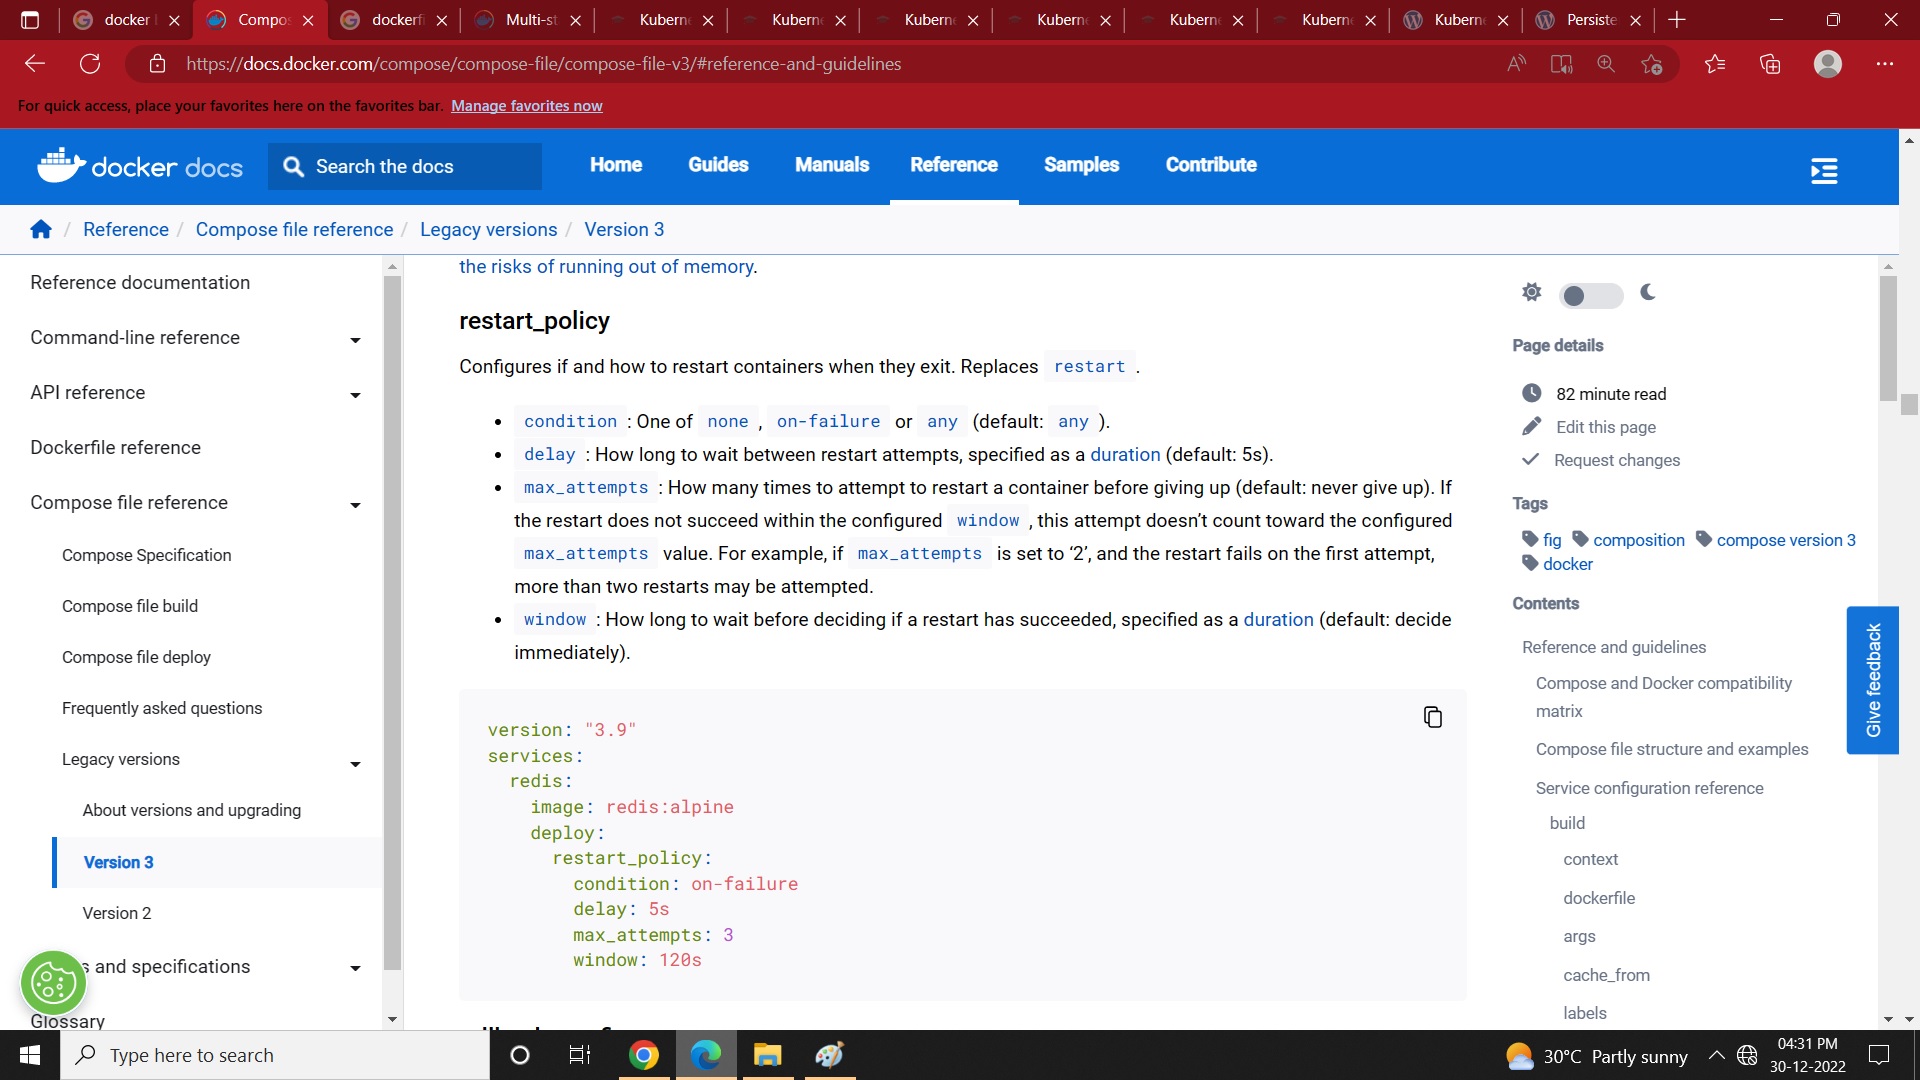 docker l
Compos
dockerfi
Multi-st
Kuberne
Kuberne
Kuberne
Kuberne
Kuberne
Kuberne
Kuberne
Persiste
https://docs.docker.com/compose/compose-file/compose-file-v3/#reference-and-guidelines
For quick access, place your favorites here on the favorites bar. Manage favorites now
docker docs
Search the docs
Home
Guides
Manuals
Reference
Samples
Contribute
/ Reference / Compose file reference / Legacy versions / Version 3
Reference documentation
Command-line reference
API reference
Dockerfile reference
Compose file reference
Compose Specification
Compose file build
Compose file deploy
Frequently asked questions
Legacy versions
About versions and upgrading
Version 3
Version 2
s and specifications
Glossary
the risks of running out of memory.
restart_policy
Configures if and how to restart containers when they exit. Replaces restart .
• condition : One of none , on-failure or any (default: any ).
• delay : How long to wait between restart attempts, specified as a duration (default: 5s).
• max_attempts : How many times to attempt to restart a container before giving up (default: never give up). If
the restart does not succeed within the configured window , this attempt doesn’t count toward the configured
max_attempts value. For example, if max_attempts is set to ‘2’, and the restart fails on the first attempt,
more than two restarts may be attempted.
• window : How long to wait before deciding if a restart has succeeded, specified as a duration (default: decide
immediately).
version: "3.9"
services:
  redis:
    image: redis:alpine
    deploy:
      restart_policy:
        condition: on-failure
        delay: 5s
        max_attempts: 3
        window: 120s
Page details
82 minute read
Edit this page
Request changes
Tags
fig composition compose version 3
docker
Contents
Reference and guidelines
Compose and Docker compatibility
matrix
Compose file structure and examples
Service configuration reference
build
context
dockerfile
args
cache_from
labels
Give feedback
Type here to search
30°C Partly sunny
04:31 PM
30-12-2022